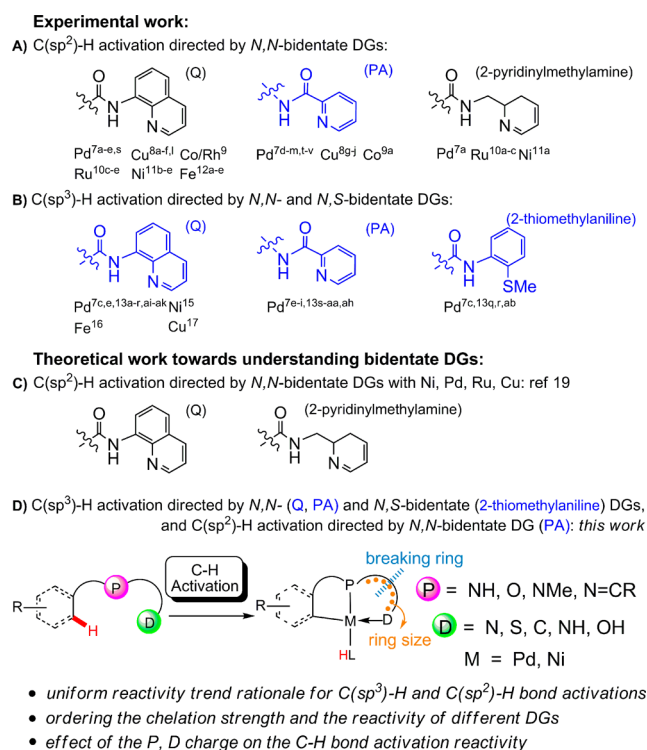 Experimental work:
A) C(sp²)-H activation directed by N,N-bidentate DGs:
(Q)
(PA)
(2-pyridinylmethylamine)
O
N
H
N
O
N
H
N
O
N
H
N
Pd7a-e,s Cu8a-f,l Co/Rh9
Ru10c-e Ni11b-e Fe12a-e
Pd7d-m,t-v Cu8g-j Co9a
Pd7a Ru10a-c Ni11a
B) C(sp³)-H activation directed by N,N- and N,S-bidentate DGs:
(Q)
(PA)
(2-thiomethylaniline)
O
N
H
N
O
N
H
N
O
N
H
SMe
Pd7c,e,13a-r,ai-ak Ni15
Fe16 Cu17
Pd7e-i,13s-aa,ah
Pd7c,13q,r,ab
Theoretical work towards understanding bidentate DGs:
C) C(sp²)-H activation directed by N,N-bidentate DGs with Ni, Pd, Ru, Cu: ref 19
(Q)
(2-pyridinylmethylamine)
O
N
H
N
O
N
H
N
D) C(sp³)-H activation directed by N,N- (Q, PA) and N,S-bidentate (2-thiomethylaniline) DGs,
and C(sp²)-H activation directed by N,N-bidentate DG (PA): this work
R
H
P
D
C-H
Activation
breaking ring
R
P
M
D
HL
ring size
P = NH, O, NMe, N=CR
D = N, S, C, NH, OH
M = Pd, Ni
• uniform reactivity trend rationale for C(sp³)-H and C(sp²)-H bond activations
• ordering the chelation strength and the reactivity of different DGs
• effect of the P, D charge on the C-H bond activation reactivity